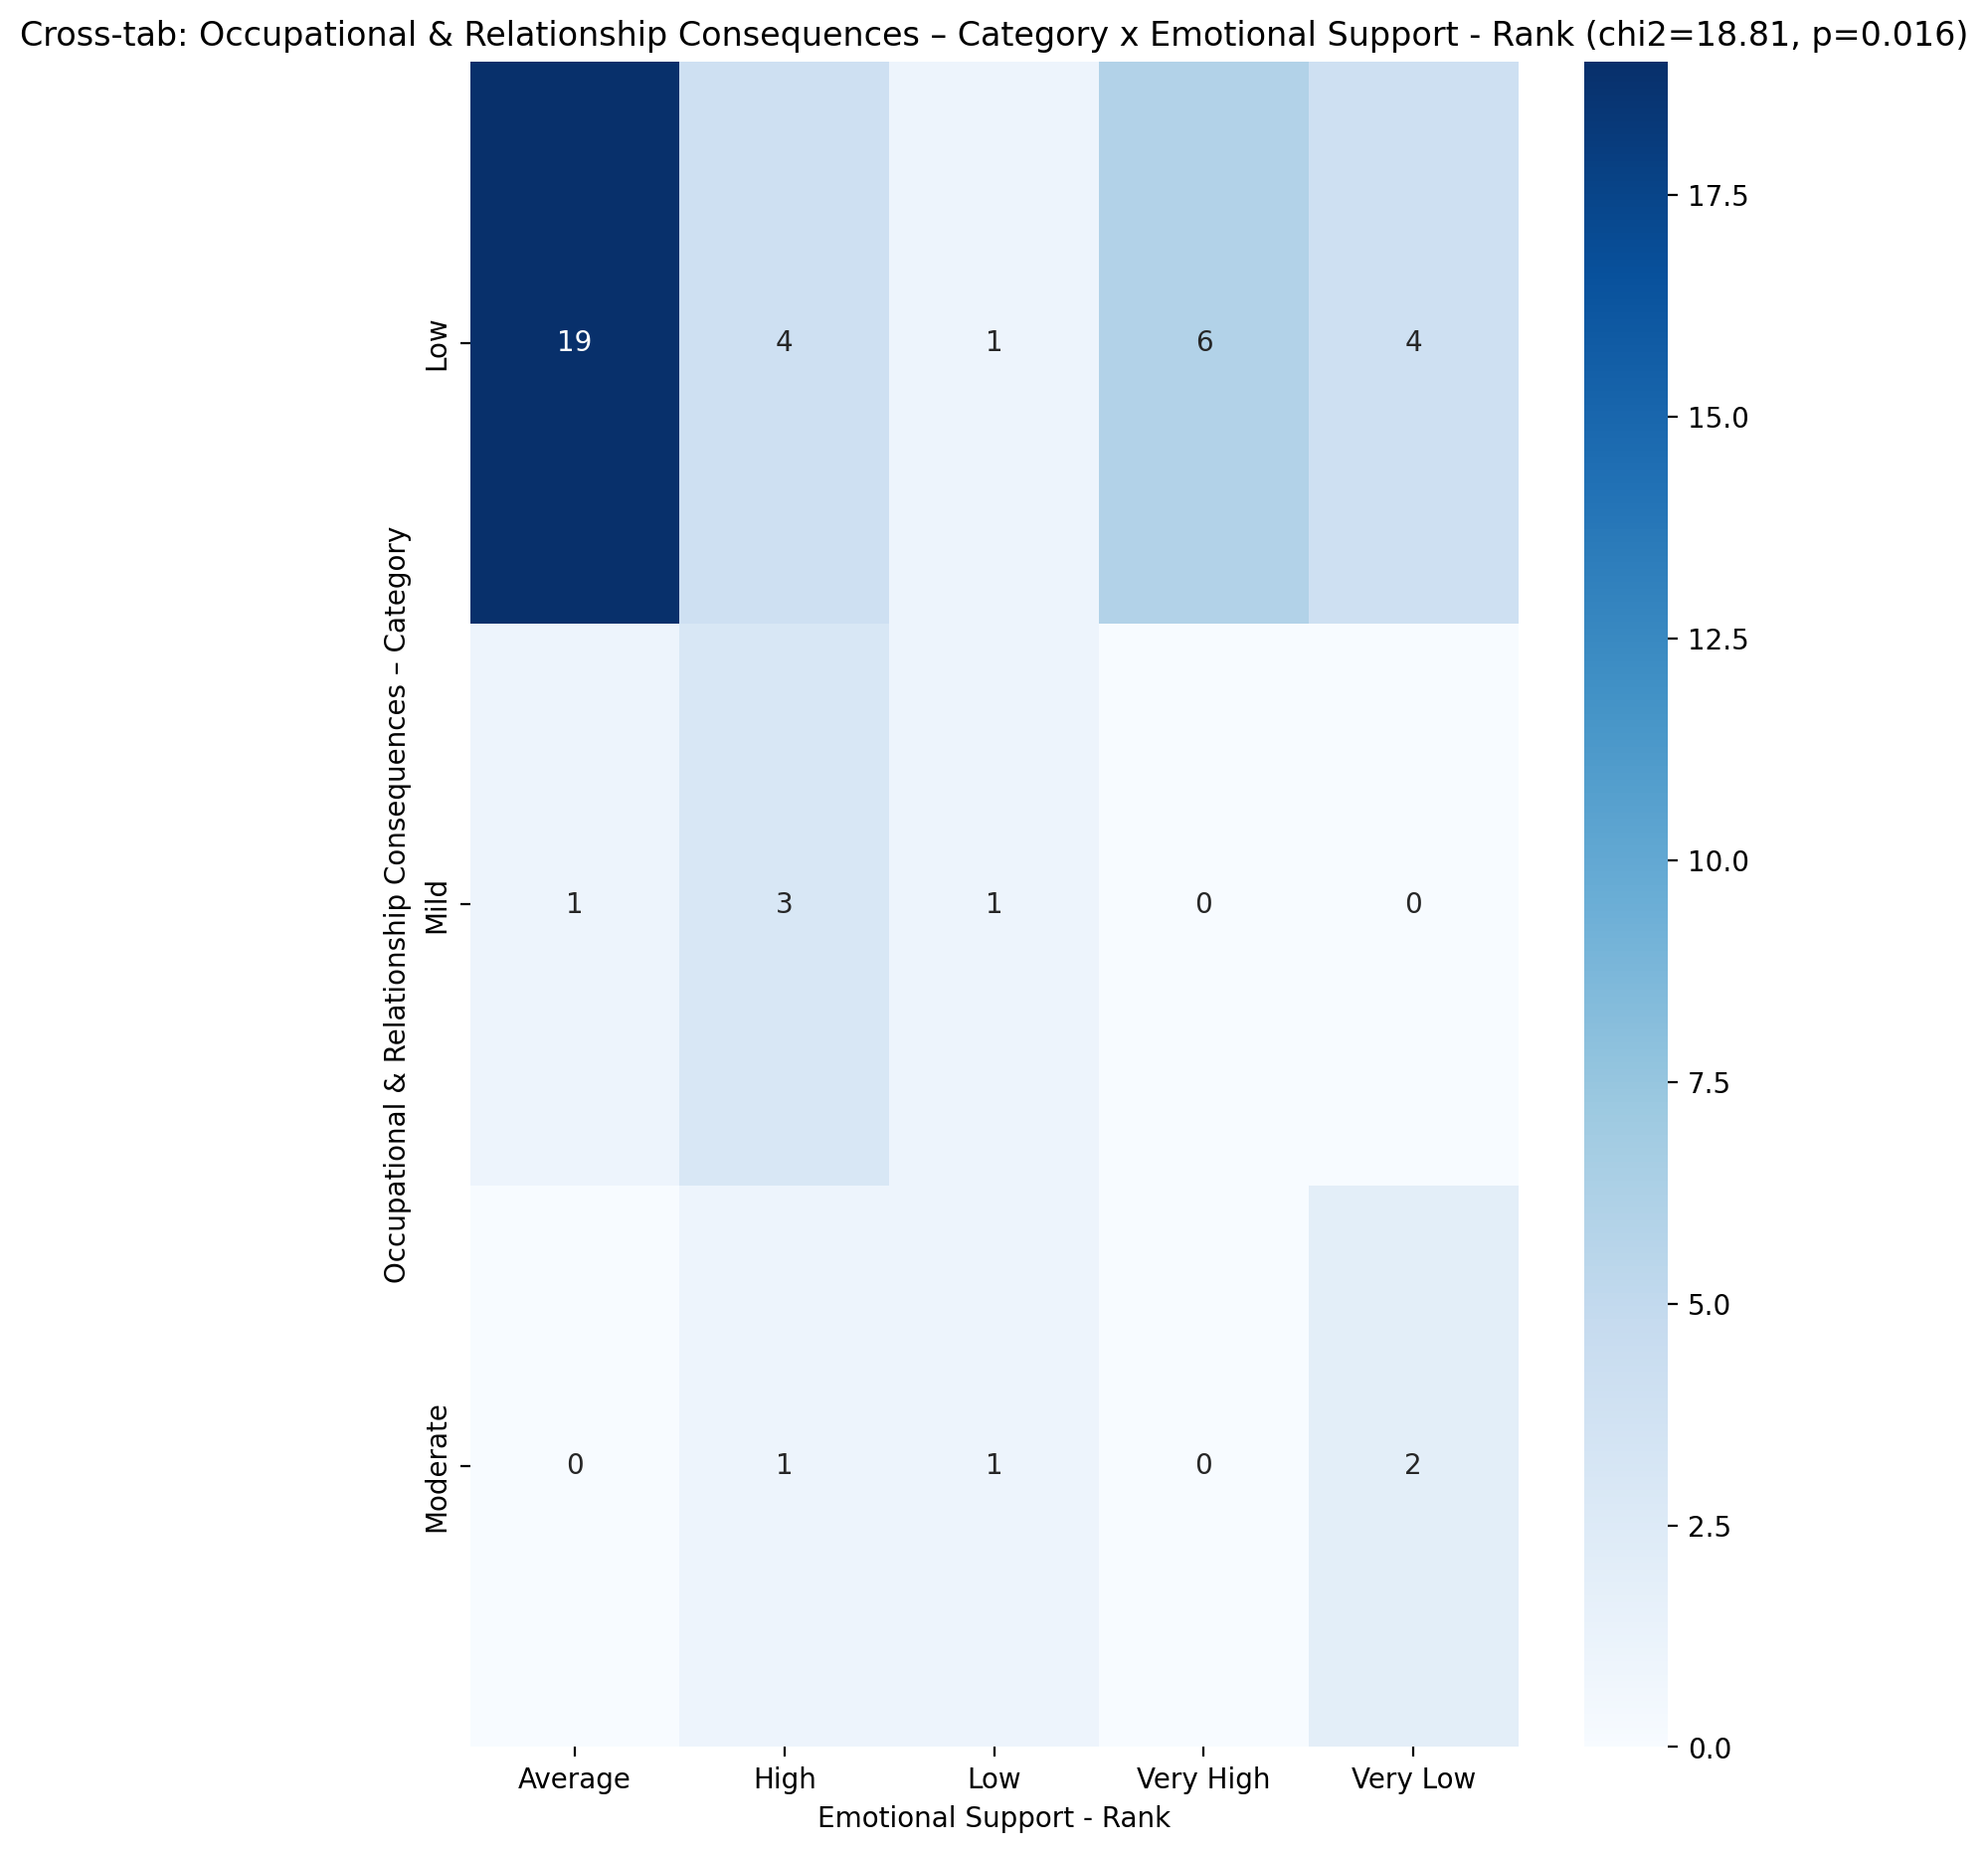 Cross-tab: Occupational & Relationship Consequences – Category x Emotional Support - Rank (chi2=18.81, p=0.016)
Occupational & Relationship Consequences – Category
Low
19 4 1 6 4
Mild
1 3 1 0 0
Moderate
0 1 1 0 2
Average High Low Very High Very Low
Emotional Support - Rank
17.5
15.0
12.5
10.0
7.5
5.0
2.5
0.0